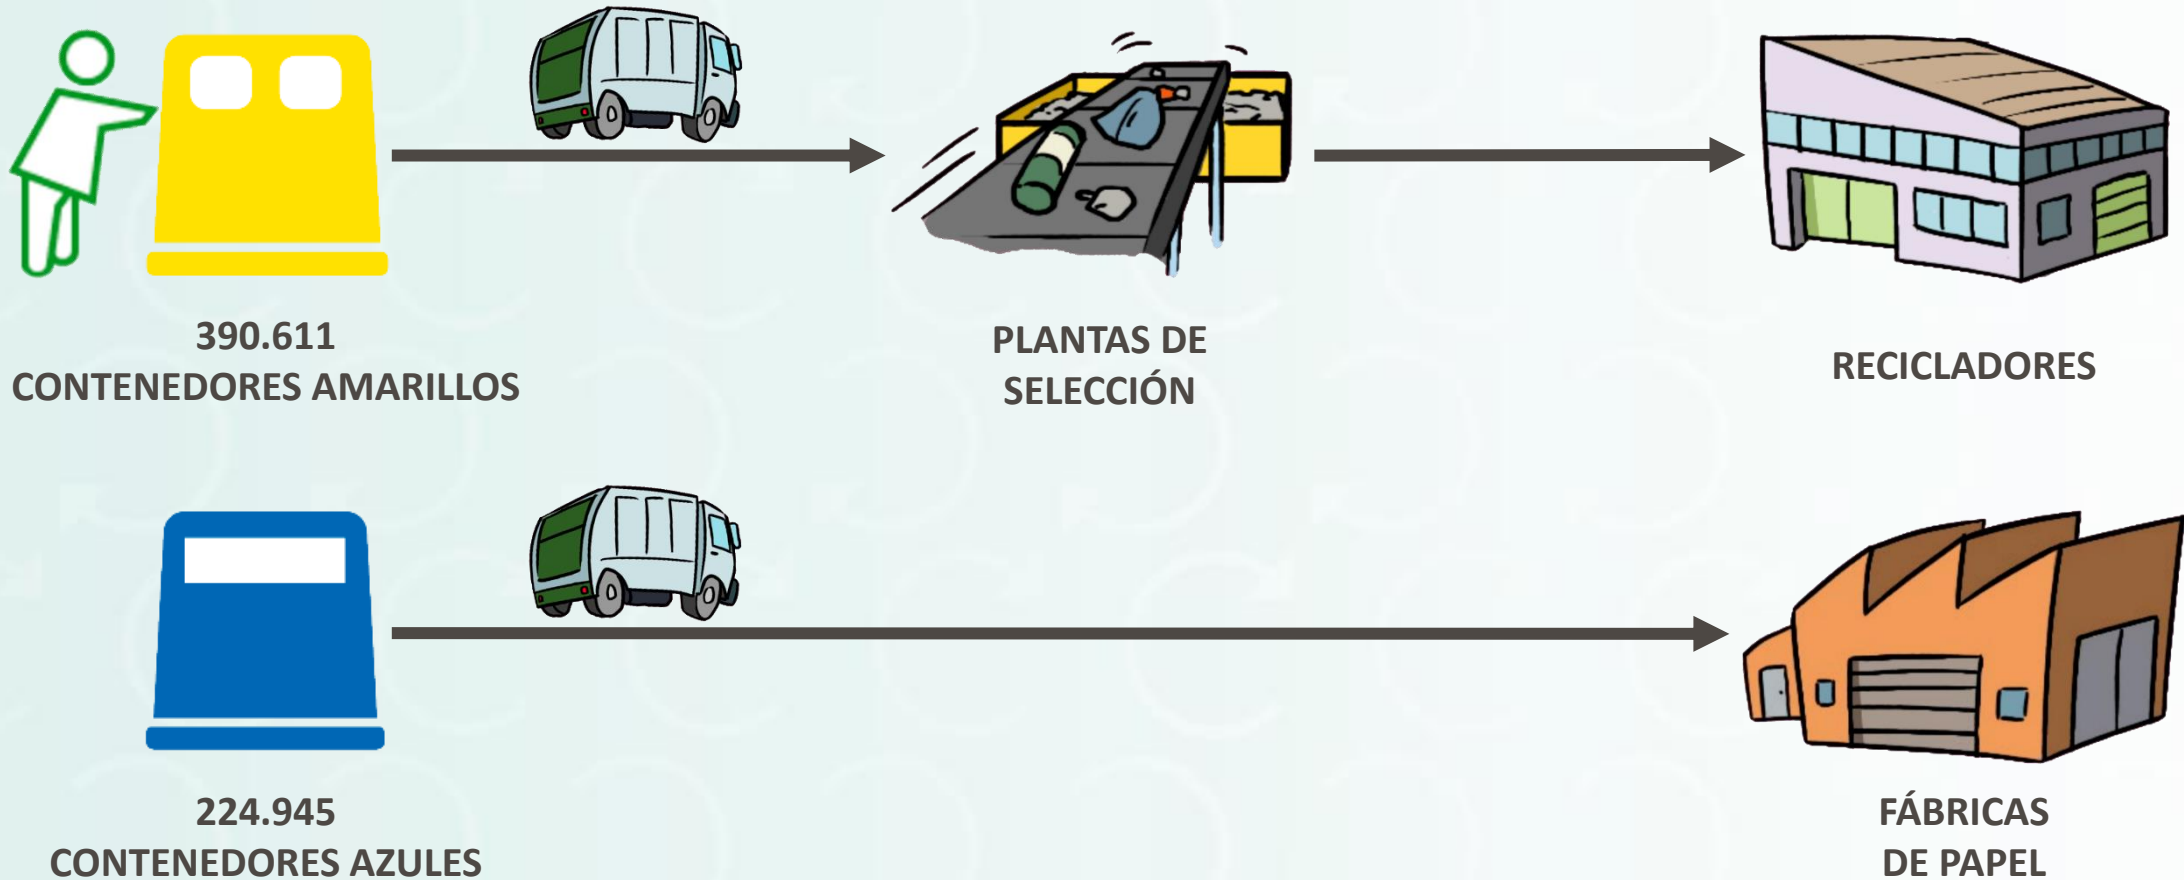 390.611
CONTENEDORES AMARILLOS
PLANTAS DE
SELECCIÓN
RECICLADORES
224.945
CONTENEDORES AZULES
FÁBRICAS
DE PAPEL